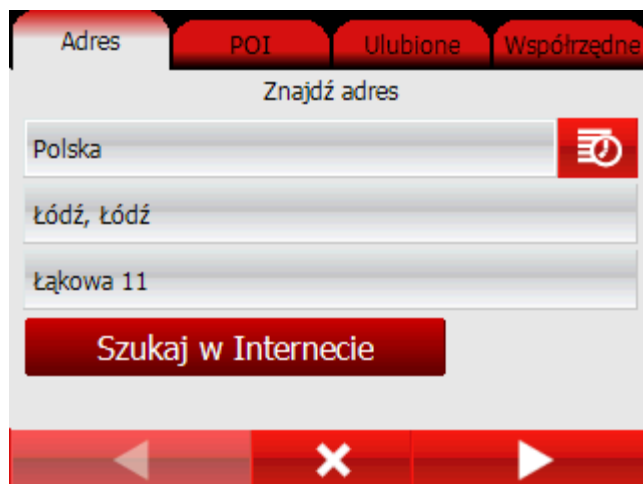 Adres POI Ulubione Współrzędne
Znajdź adres
Polska
Łódź, Łódź
Łąkowa 11
Szukaj w Internecie